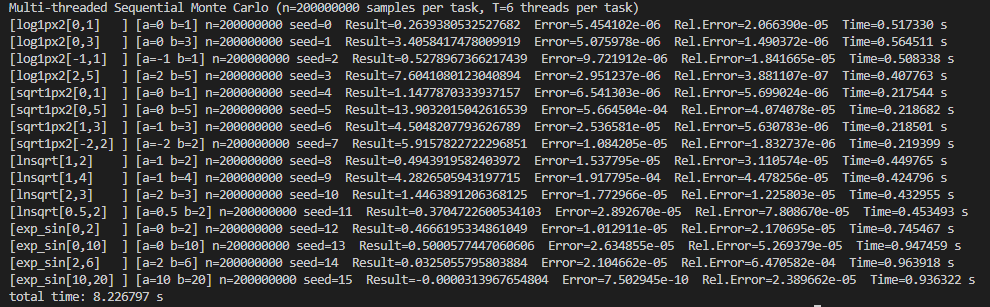 Multi-threaded Sequential Monte Carlo (n=200000000 samples per task, T=6 threads per task)
[log1px2[0,1]   ] [a=0 b=1] n=200000000 seed=0  Result=0.2639380532527682  Error=5.454102e-06  Rel.Error=2.066390e-05  Time=0.517330 s
[log1px2[0,3]   ] [a=0 b=3] n=200000000 seed=1  Result=3.4058417478009919  Error=5.075978e-06  Rel.Error=1.490372e-06  Time=0.564511 s
[log1px2[-1,1]  ] [a=-1 b=1] n=200000000 seed=2  Result=0.5278967366217439  Error=9.721912e-06  Rel.Error=1.841665e-05  Time=0.508338 s
[log1px2[2,5]   ] [a=2 b=5] n=200000000 seed=3  Result=7.6041080123040894  Error=2.951237e-06  Rel.Error=3.881107e-07  Time=0.407763 s
[sqrt1px2[0,1]  ] [a=0 b=1] n=200000000 seed=4  Result=1.1477870333937157  Error=6.541303e-06  Rel.Error=5.699024e-06  Time=0.217544 s
[sqrt1px2[0,5]  ] [a=0 b=5] n=200000000 seed=5  Result=13.9032015042616539  Error=5.664504e-04  Rel.Error=4.074078e-05  Time=0.218682 s
[sqrt1px2[1,3]  ] [a=1 b=3] n=200000000 seed=6  Result=4.5048207793626789  Error=2.536581e-05  Rel.Error=5.630783e-06  Time=0.218501 s
[sqrt1px2[-2,2] ] [a=-2 b=2] n=200000000 seed=7  Result=5.9157822722296851  Error=1.084205e-05  Rel.Error=1.832737e-06  Time=0.219399 s
[lnsqrt[1,2]    ] [a=1 b=2] n=200000000 seed=8  Result=0.4943919582403972  Error=1.537795e-05  Rel.Error=3.110574e-05  Time=0.449765 s
[lnsqrt[1,4]    ] [a=1 b=4] n=200000000 seed=9  Result=4.2826505943197715  Error=1.917795e-04  Rel.Error=4.478256e-05  Time=0.424796 s
[lnsqrt[2,3]    ] [a=2 b=3] n=200000000 seed=10  Result=1.4463891206368125  Error=1.772966e-05  Rel.Error=1.225803e-05  Time=0.432955 s
[lnsqrt[0.5,2]  ] [a=0.5 b=2] n=200000000 seed=11  Result=0.3704722600534103  Error=2.892670e-05  Rel.Error=7.808670e-05  Time=0.453493 s
[exp_sin[0,2]   ] [a=0 b=2] n=200000000 seed=12  Result=0.4666195334861049  Error=1.012911e-05  Rel.Error=2.170695e-05  Time=0.745467 s
[exp_sin[0,10]  ] [a=0 b=10] n=200000000 seed=13  Result=0.5000577447060606  Error=2.634855e-05  Rel.Error=5.269379e-05  Time=0.947459 s
[exp_sin[2,6]   ] [a=2 b=6] n=200000000 seed=14  Result=0.0325055795803884  Error=2.104662e-05  Rel.Error=6.470582e-04  Time=0.963918 s
[exp_sin[10,20] ] [a=10 b=20] n=200000000 seed=15  Result=-0.0000313967654804  Error=7.502945e-10  Rel.Error=2.389662e-05  Time=0.936322 s
total time: 8.226797 s